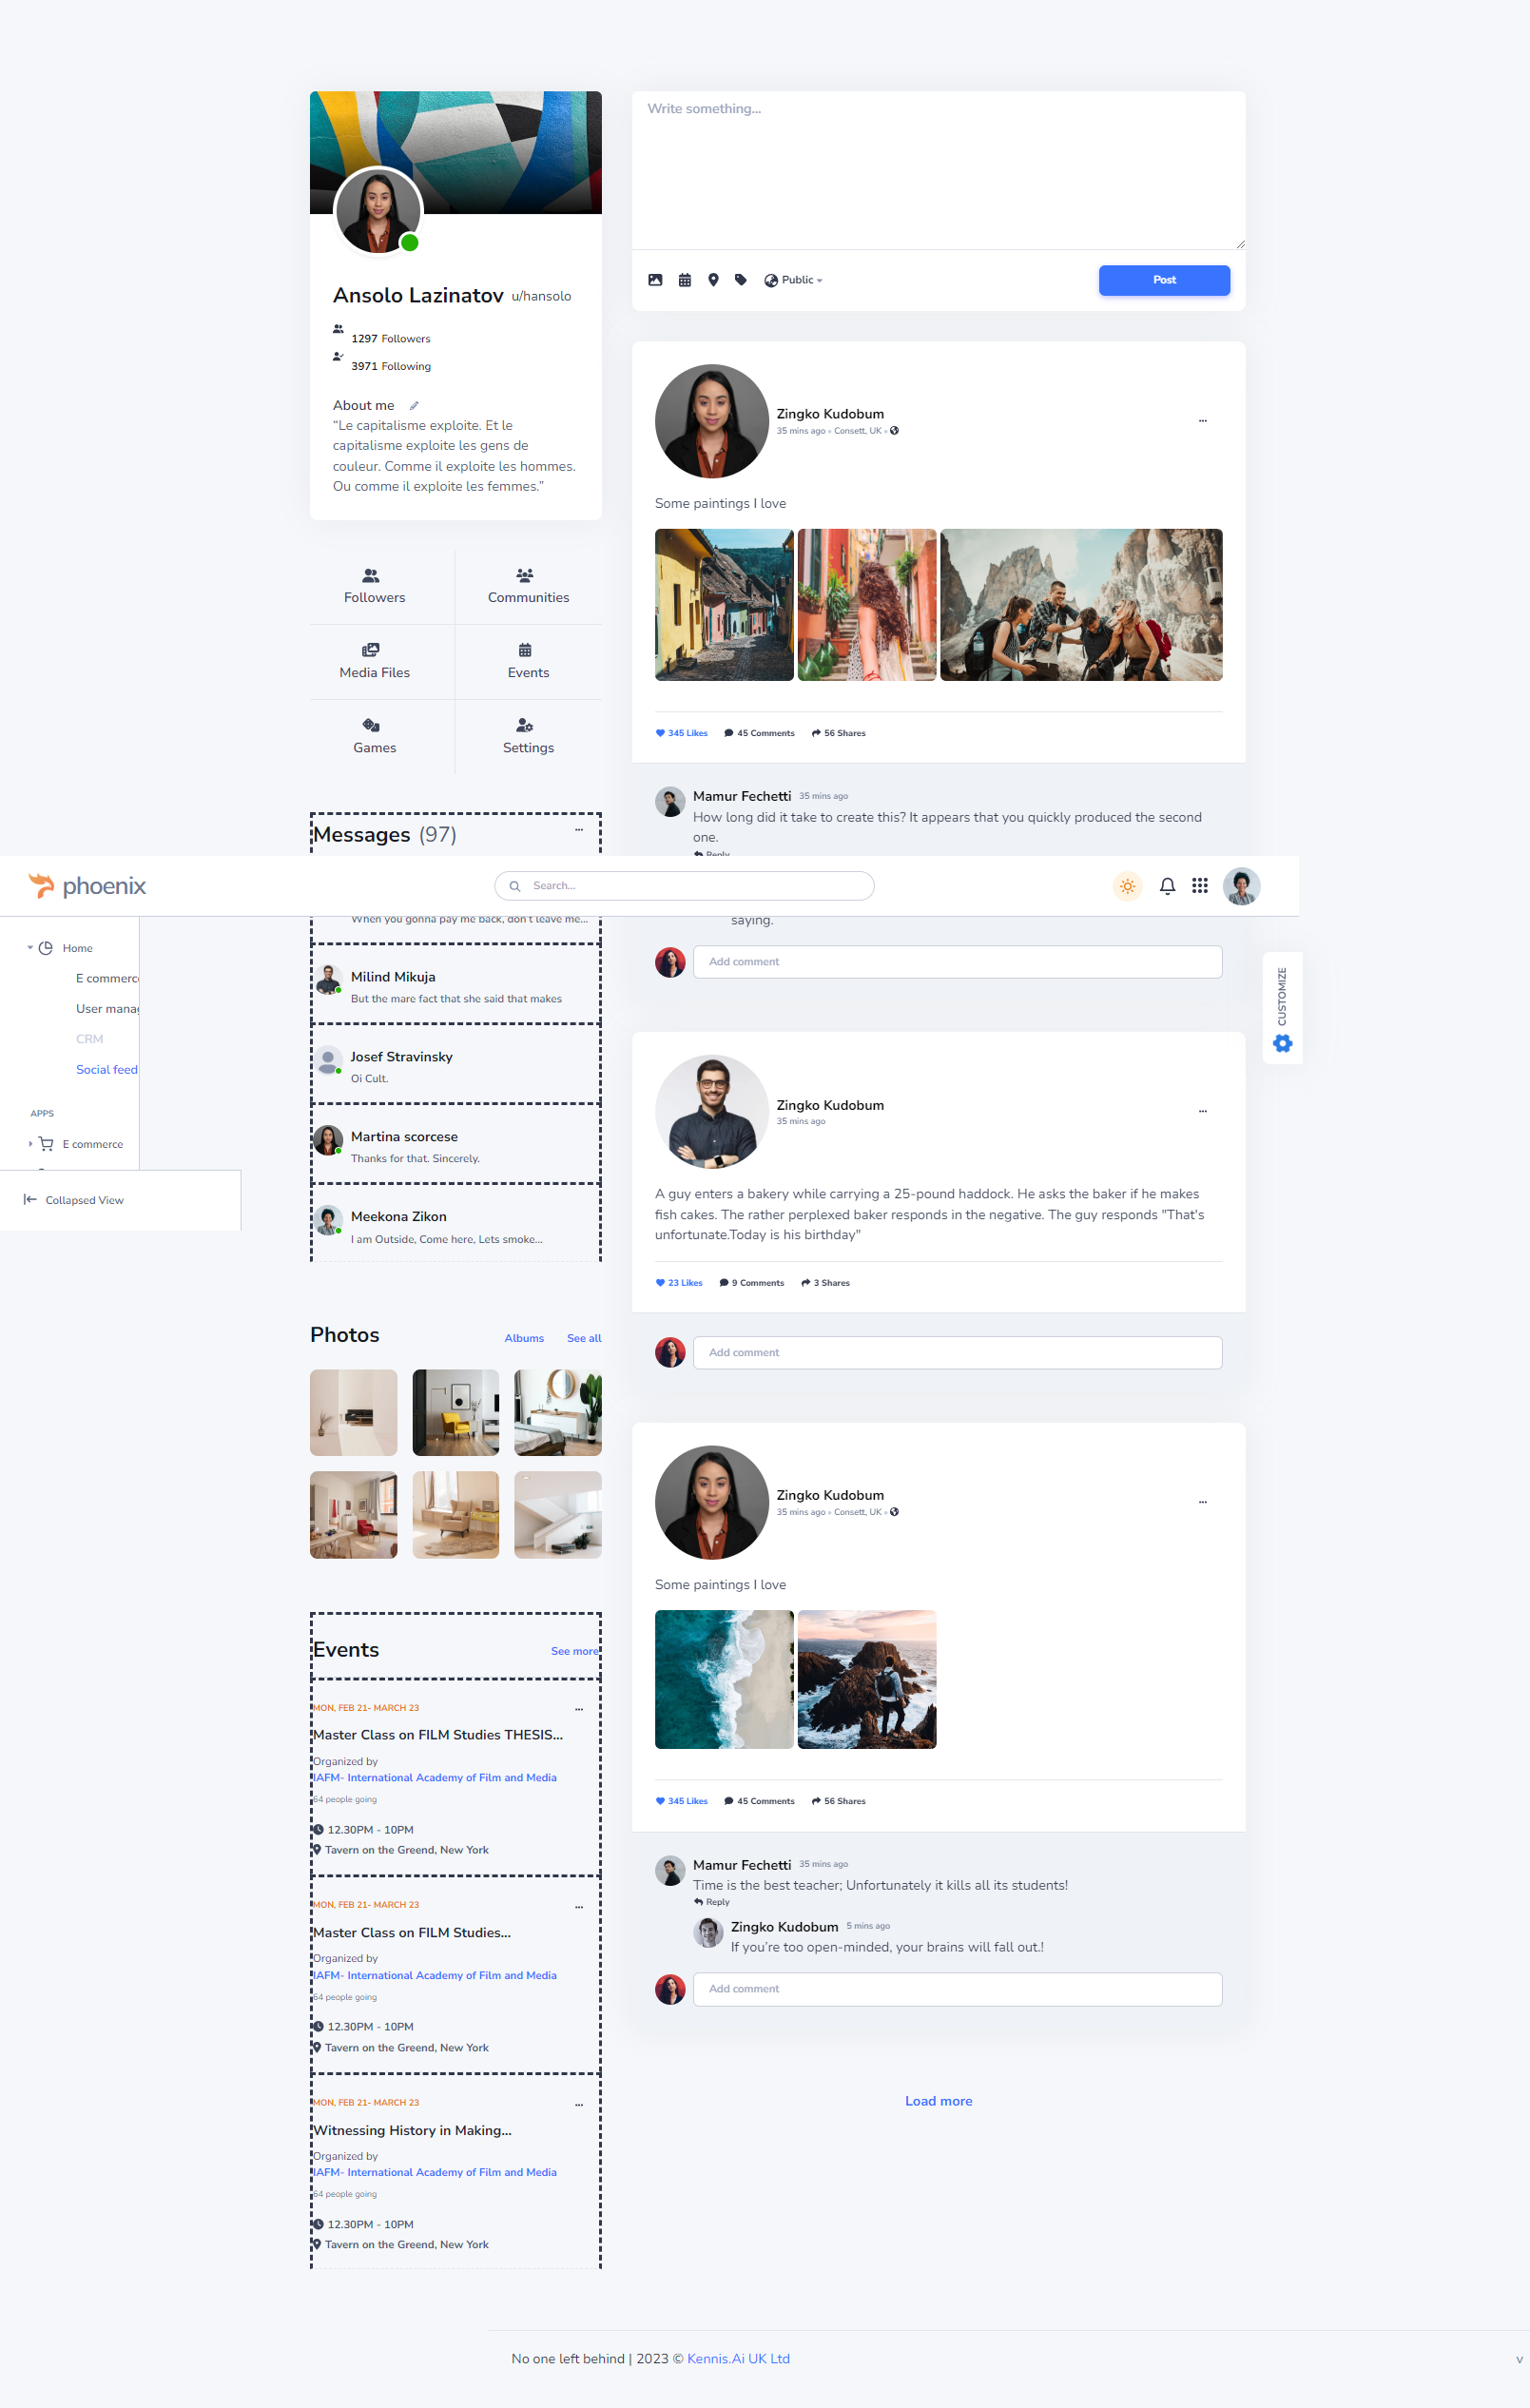 Ansolo Lazinatov u/hansolo
1297 Followers
3971 Following
About me
“Le capitalisme exploite. Et le
capitalisme exploite les gens de
couleur. Comme il exploite les hommes.
Ou comme il exploite les femmes.”
Followers
Communities
Media Files
Events
Games
Settings
Messages (97)
When you gonna pay me back, don't leave me...
Milind Mikuja
But the mare fact that she said that makes
Josef Stravinsky
Oi Cult.
Martina scorcese
Thanks for that. Sincerely.
Meekona Zikon
I am Outside, Come here, Lets smoke...
Photos
Albums
See all
Events
See more
MON, FEB 21- MARCH 23
Master Class on FILM Studies THESIS...
Organized by
IAFM- International Academy of Film and Media
64 people going
12.30PM - 10PM
Tavern on the Greend, New York
MON, FEB 21- MARCH 23
Master Class on FILM Studies...
Organized by
IAFM- International Academy of Film and Media
64 people going
12.30PM - 10PM
Tavern on the Greend, New York
MON, FEB 21- MARCH 23
Witnessing History in Making...
Organized by
IAFM- International Academy of Film and Media
64 people going
12.30PM - 10PM
Tavern on the Greend, New York
Write something...
Public
Post
Zingko Kudobum
35 mins ago • Consett, UK •
Some paintings I love
345 Likes
45 Comments
56 Shares
Mamur Fechetti 35 mins ago
How long did it take to create this? It appears that you quickly produced the second
one.
Reply
saying.
Add comment
Zingko Kudobum
35 mins ago
A guy enters a bakery while carrying a 25-pound haddock. He asks the baker if he makes
fish cakes. The rather perplexed baker responds in the negative. The guy responds "That's
unfortunate.Today is his birthday"
23 Likes
9 Comments
3 Shares
Add comment
Zingko Kudobum
35 mins ago • Consett, UK •
Some paintings I love
345 Likes
45 Comments
56 Shares
Mamur Fechetti 35 mins ago
Time is the best teacher; Unfortunately it kills all its students!
Reply
Zingko Kudobum 5 mins ago
If you’re too open-minded, your brains will fall out.!
Add comment
Load more
phoenix
Search...
Home
E commerce
User manag
CRM
Social feed
APPS
E commerce
Collapsed View
CUSTOMIZE
No one left behind | 2023 © Kennis.Ai UK Ltd
v